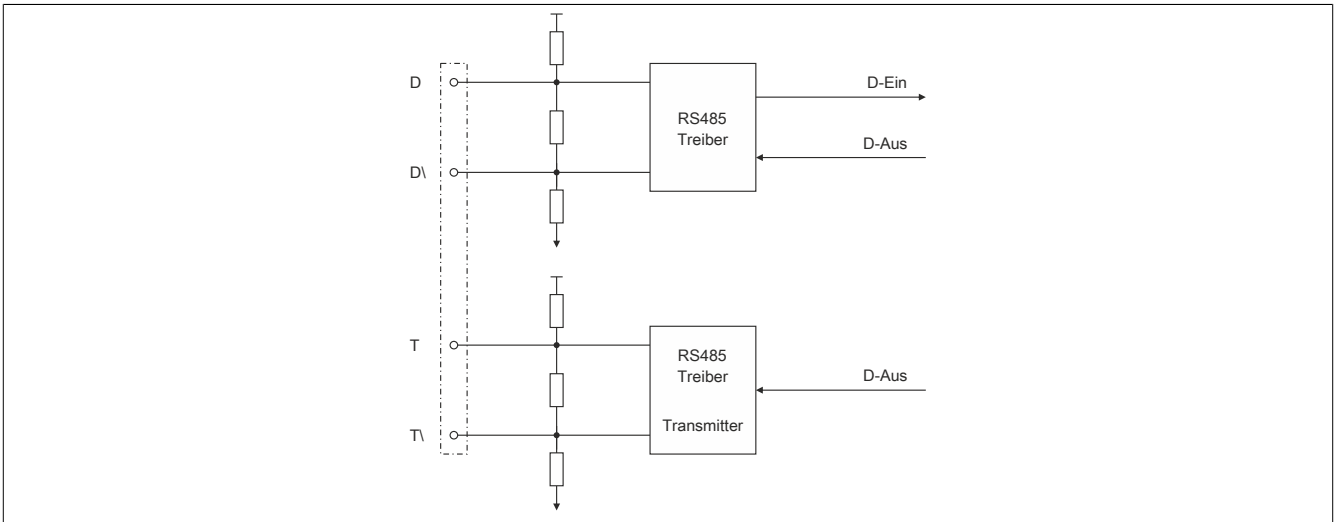 D
D\
RS485
Treiber
D-Ein
D-Aus
T
T\
RS485
Treiber
Transmitter
D-Aus